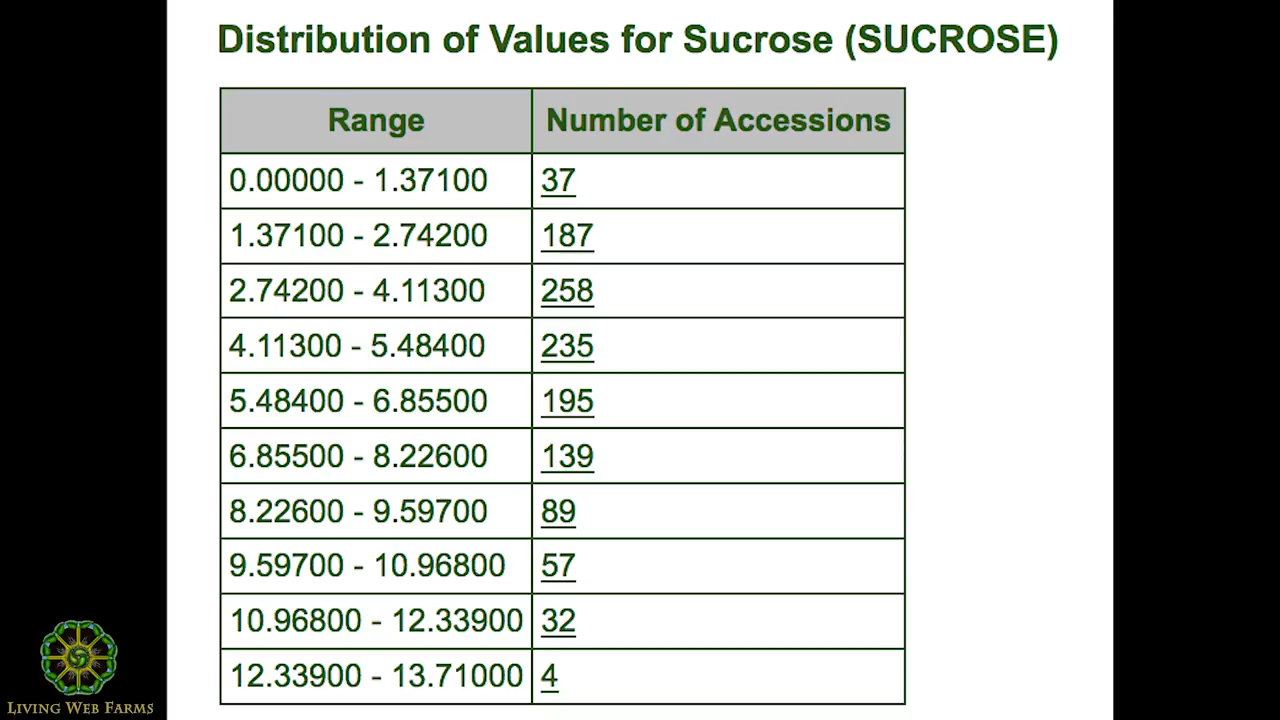 Distribution of Values for Sucrose (SUCROSE)
Range Number of Accessions
0.00000 - 1.37100 37
1.37100 - 2.74200 187
2.74200 - 4.11300 258
4.11300 - 5.48400 235
5.48400 - 6.85500 195
6.85500 - 8.22600 139
8.22600 - 9.59700 89
9.59700 - 10.96800 57
10.96800 - 12.33900 32
12.33900 - 13.71000 4
LIVING WEB FARMS